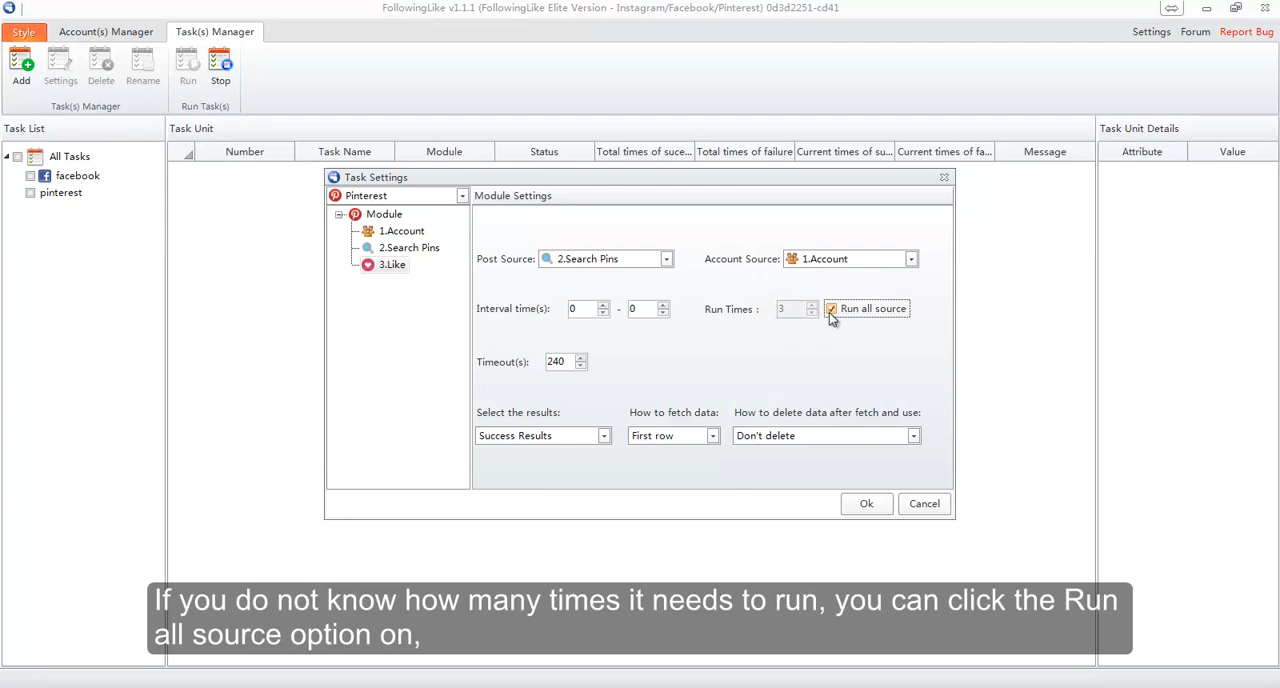 FollowingLike v1.1.1 (FollowingLike Elite Version - Instagram/Facebook/Pinterest) 0d3d2251-cd41
Style Account(s) Manager Task(s) Manager Settings Forum Report Bug
Add Settings Delete Rename Run Stop
Task(s) Manager Run Task(s)
Task List Task Unit Task Unit Details
Number Task Name Module Status Total times of suce... Total times of failure Current times of su... Current times of fa... Message Attribute Value
All Tasks
facebook
pinterest
Task Settings
Pinterest Module Settings
Module
1.Account
2.Search Pins
3.Like
Post Source: 2.Search Pins Account Source: 1.Account
Interval time(s): 0 - 0 Run Times : 3 Run all source
Timeout(s): 240
Select the results: How to fetch data: How to delete data after fetch and use:
Success Results First row Don't delete
Ok Cancel
If you do not know how many times it needs to run, you can click the Run
all source option on,